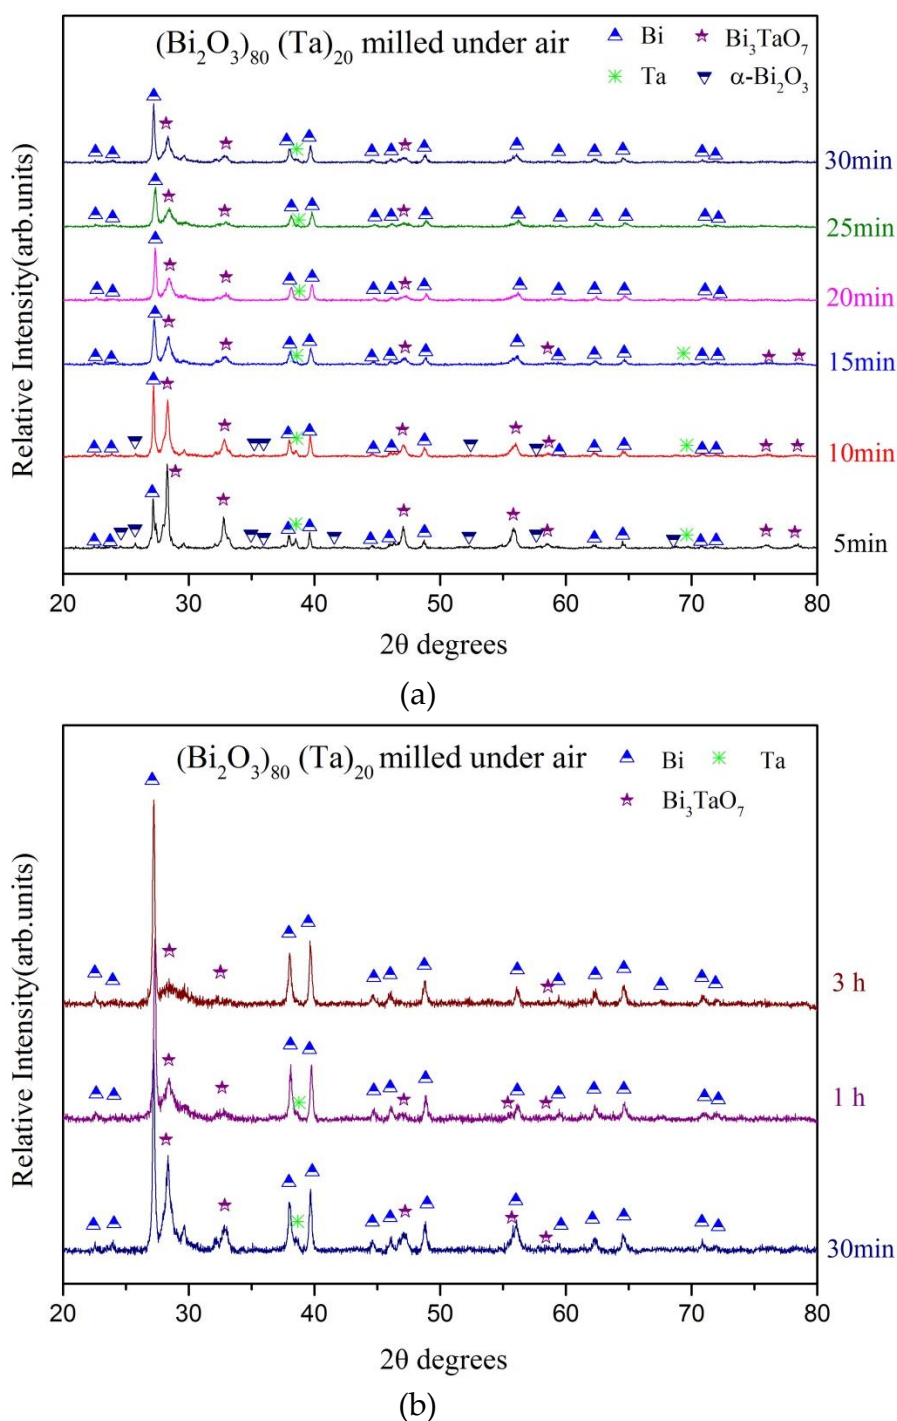 (Bi₂O₃)₈₀ (Ta)₂₀ milled under air
Bi
Bi₃TaO₇
Ta
α-Bi₂O₃
Relative Intensity(arb.units)
30min
25min
20min
15min
10min
5min
20 30 40 50 60 70 80
2θ degrees
(a)
(Bi₂O₃)₈₀ (Ta)₂₀ milled under air
Bi
Ta
Bi₃TaO₇
Relative Intensity(arb.units)
3 h
1 h
30min
20 30 40 50 60 70 80
2θ degrees
(b)